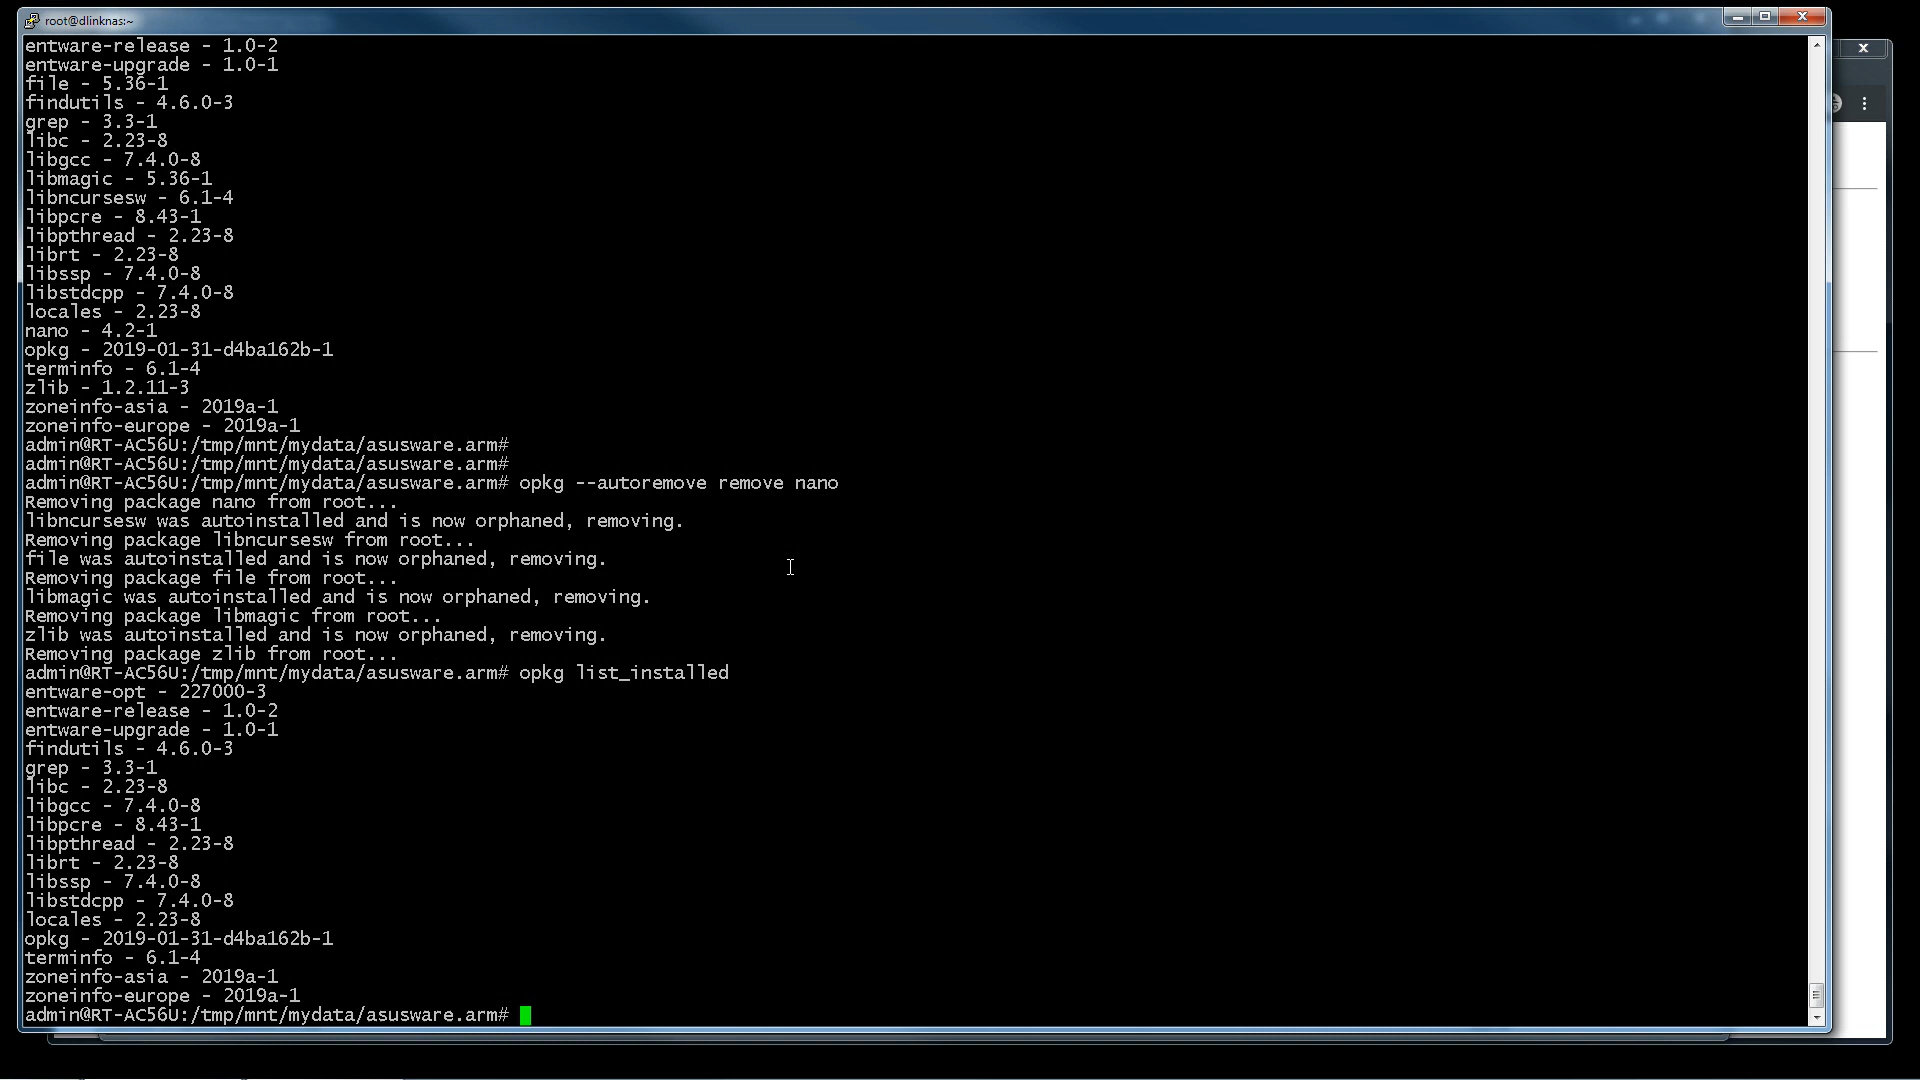 root@dlinknas:~
entware-release - 1.0-2
entware-upgrade - 1.0-1
file - 5.36-1
findutils - 4.6.0-3
grep - 3.3-1
libc - 2.23-8
libgcc - 7.4.0-8
libmagic - 5.36-1
libncursesw - 6.1-4
libpcre - 8.43-1
libpthread - 2.23-8
librt - 2.23-8
libssp - 7.4.0-8
libstdcpp - 7.4.0-8
locales - 2.23-8
nano - 4.2-1
opkg - 2019-01-31-d4ba162b-1
terminfo - 6.1-4
zlib - 1.2.11-3
zoneinfo-asia - 2019a-1
zoneinfo-europe - 2019a-1
admin@RT-AC56U:/tmp/mnt/mydata/asusware.arm#
admin@RT-AC56U:/tmp/mnt/mydata/asusware.arm#
admin@RT-AC56U:/tmp/mnt/mydata/asusware.arm# opkg --autoremove remove nano
Removing package nano from root...
libncursesw was autoinstalled and is now orphaned, removing.
Removing package libncursesw from root...
file was autoinstalled and is now orphaned, removing.
Removing package file from root...
libmagic was autoinstalled and is now orphaned, removing.
Removing package libmagic from root...
zlib was autoinstalled and is now orphaned, removing.
Removing package zlib from root...
admin@RT-AC56U:/tmp/mnt/mydata/asusware.arm# opkg list_installed
entware-opt - 227000-3
entware-release - 1.0-2
entware-upgrade - 1.0-1
findutils - 4.6.0-3
grep - 3.3-1
libc - 2.23-8
libgcc - 7.4.0-8
libpcre - 8.43-1
libpthread - 2.23-8
librt - 2.23-8
libssp - 7.4.0-8
libstdcpp - 7.4.0-8
locales - 2.23-8
opkg - 2019-01-31-d4ba162b-1
terminfo - 6.1-4
zoneinfo-asia - 2019a-1
zoneinfo-europe - 2019a-1
admin@RT-AC56U:/tmp/mnt/mydata/asusware.arm#